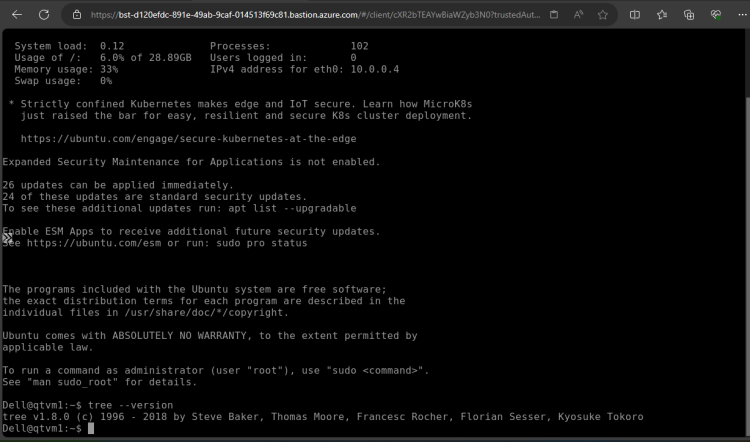 https://bst-d120efdc-891e-49ab-9caf-014513f69c81.bastion.azure.com/#/client/cXR2bTEAYwBiaWZyb3N0?trustedAut...
System load: 0.12 Processes: 102
Usage of /: 6.0% of 28.89GB Users logged in: 0
Memory usage: 33% IPv4 address for eth0: 10.0.0.4
Swap usage: 0%
* Strictly confined Kubernetes makes edge and IoT secure. Learn how MicroK8s
just raised the bar for easy, resilient and secure K8s cluster deployment.
https://ubuntu.com/engage/secure-kubernetes-at-the-edge
Expanded Security Maintenance for Applications is not enabled.
26 updates can be applied immediately.
24 of these updates are standard security updates.
To see these additional updates run: apt list --upgradable
Enable ESM Apps to receive additional future security updates.
See https://ubuntu.com/esm or run: sudo pro status
The programs included with the Ubuntu system are free software;
the exact distribution terms for each program are described in the
individual files in /usr/share/doc/*/copyright.
Ubuntu comes with ABSOLUTELY NO WARRANTY, to the extent permitted by
applicable law.
To run a command as administrator (user "root"), use "sudo <command>".
See "man sudo_root" for details.
Dell@qtvm1:~$ tree --version
tree v1.8.0 (c) 1996 - 2018 by Steve Baker, Thomas Moore, Francesc Rocher, Florian Sesser, Kyosuke Tokoro
Dell@qtvm1:~$